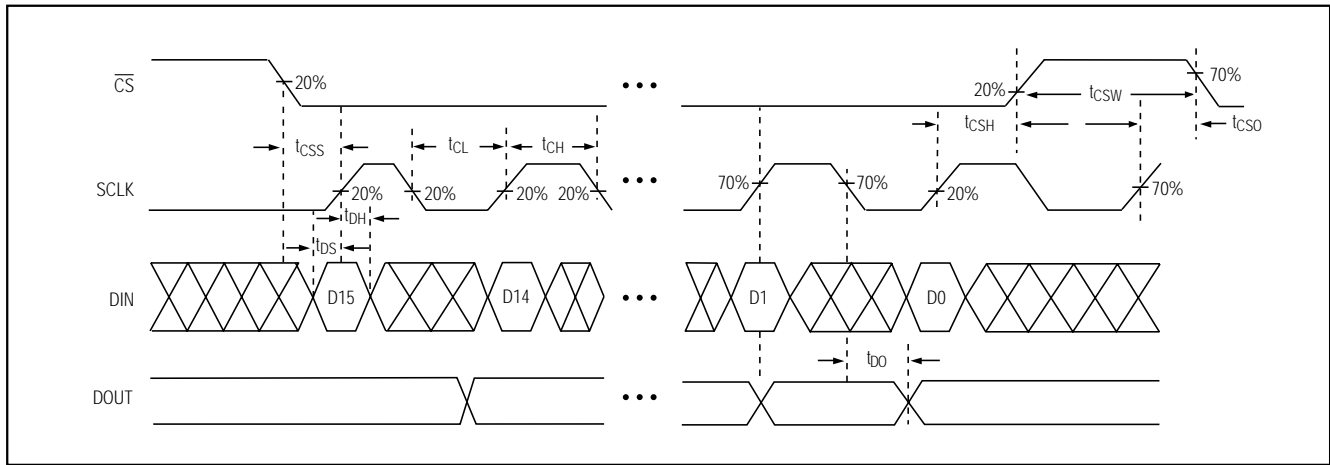 CS
20%
• • •
20%
tCSW
70%
tCSS
tCL
tCH
tCSH
tCSO
SCLK
20%
20%
20%
20%
• • •
70%
70%
20%
70%
tDH
tDS
DIN
D15
D14
• • •
D1
D0
tDO
DOUT
• • •